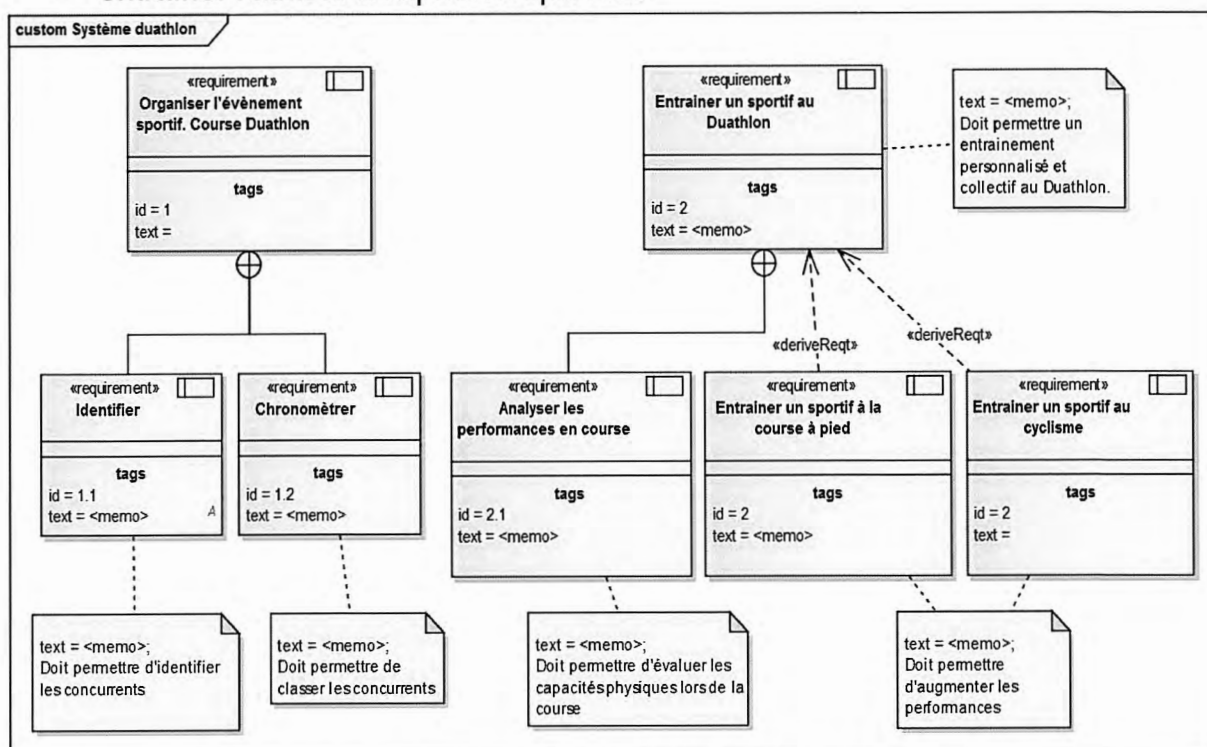 custom Système duathlon
«requirement»
Organiser l'évènement
sportif. Course Duathlon
tags
id = 1
text =
«requirement»
Entrainer un sportif au
Duathlon
tags
id = 2
text = <memo>
text = <memo>;
Doit permettre un
entrainement
personnalisé et
collectif au Duathlon.
«deriveReqt»
«deriveReqt»
«requirement»
Identifier
tags
id = 1.1
text = <memo>
A
«requirement»
Chronomètrer
tags
id = 1.2
text = <memo>
«requirement»
Analyser les
performances en course
tags
id = 2.1
text = <memo>
«requirement»
Entrainer un sportif à la
course à pied
tags
id = 2
text = <memo>
«requirement»
Entrainer un sportif au
cyclisme
tags
id = 2
text =
text = <memo>;
Doit permettre d'identifier
les concurrents
text = <memo>;
Doit permettre de
classer les concurrents
text = <memo>;
Doit permettre d'évaluer les
capacités physiques lors de la
course
text = <memo>;
Doit permettre
d'augmenter les
performances